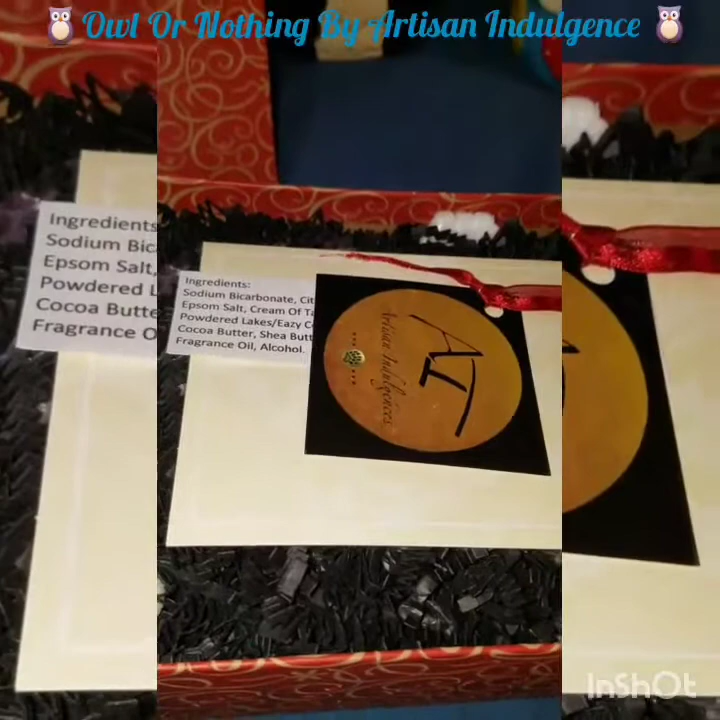 Owl Or Nothing By Artisan Indulgence
Ingredients
Sodium Bic
Epsom Salt,
Powdered L
Cocoa Butte
Fragrance O
Ingredients:
Sodium Bicarbonate, Cit
Epsom Salt, Cream Of Ta
Powdered Lakes/Eazy Co
Cocoa Butter, Shea Butt
Fragrance Oil, Alcohol.
AI
Artisan Indulgences
InShOt